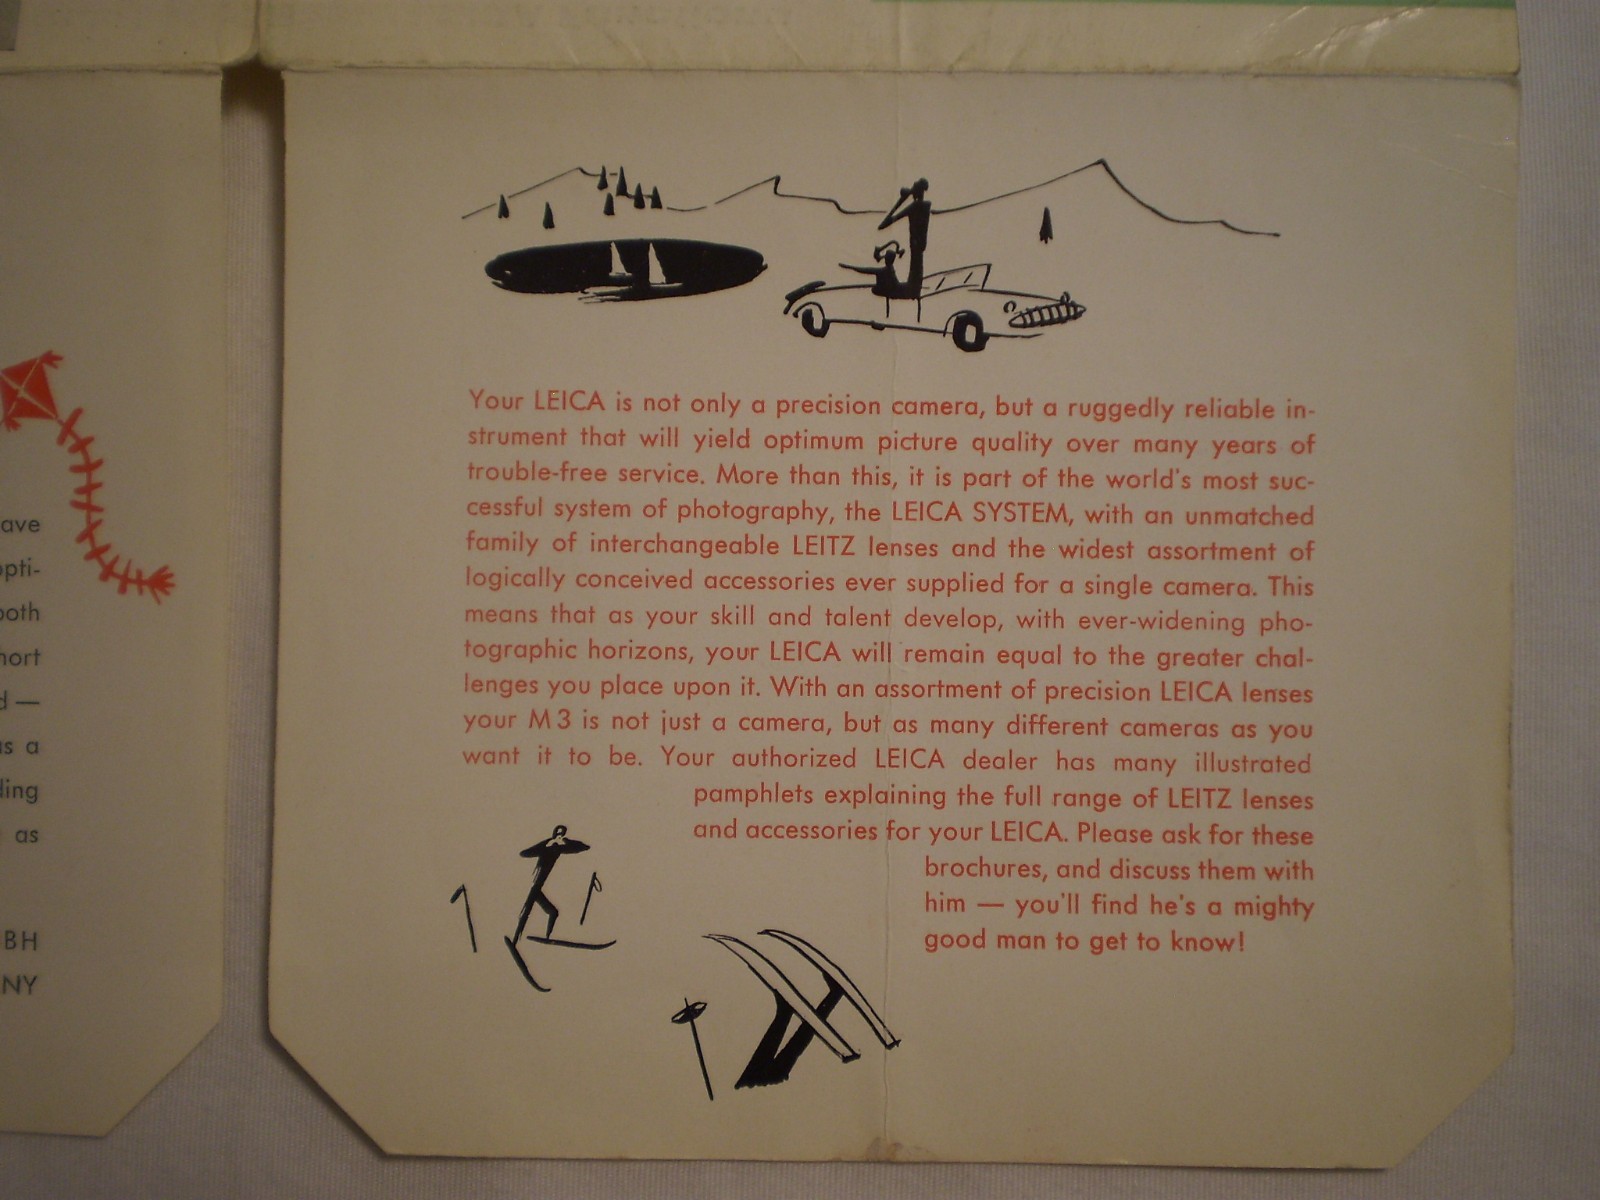 ave
opti-
both
hort
d —
as a
ding
as
BH
NY
Your LEICA is not only a precision camera, but a ruggedly reliable in-
strument that will yield optimum picture quality over many years of
trouble-free service. More than this, it is part of the world's most suc-
cessful system of photography, the LEICA SYSTEM, with an unmatched
family of interchangeable LEITZ lenses and the widest assortment of
logically conceived accessories ever supplied for a single camera. This
means that as your skill and talent develop, with ever-widening pho-
tographic horizons, your LEICA will remain equal to the greater chal-
lenges you place upon it. With an assortment of precision LEICA lenses
your M 3 is not just a camera, but as many different cameras as you
want it to be. Your authorized LEICA dealer has many illustrated
pamphlets explaining the full range of LEITZ lenses
and accessories for your LEICA. Please ask for these
brochures, and discuss them with
him — you'll find he's a mighty
good man to get to know!